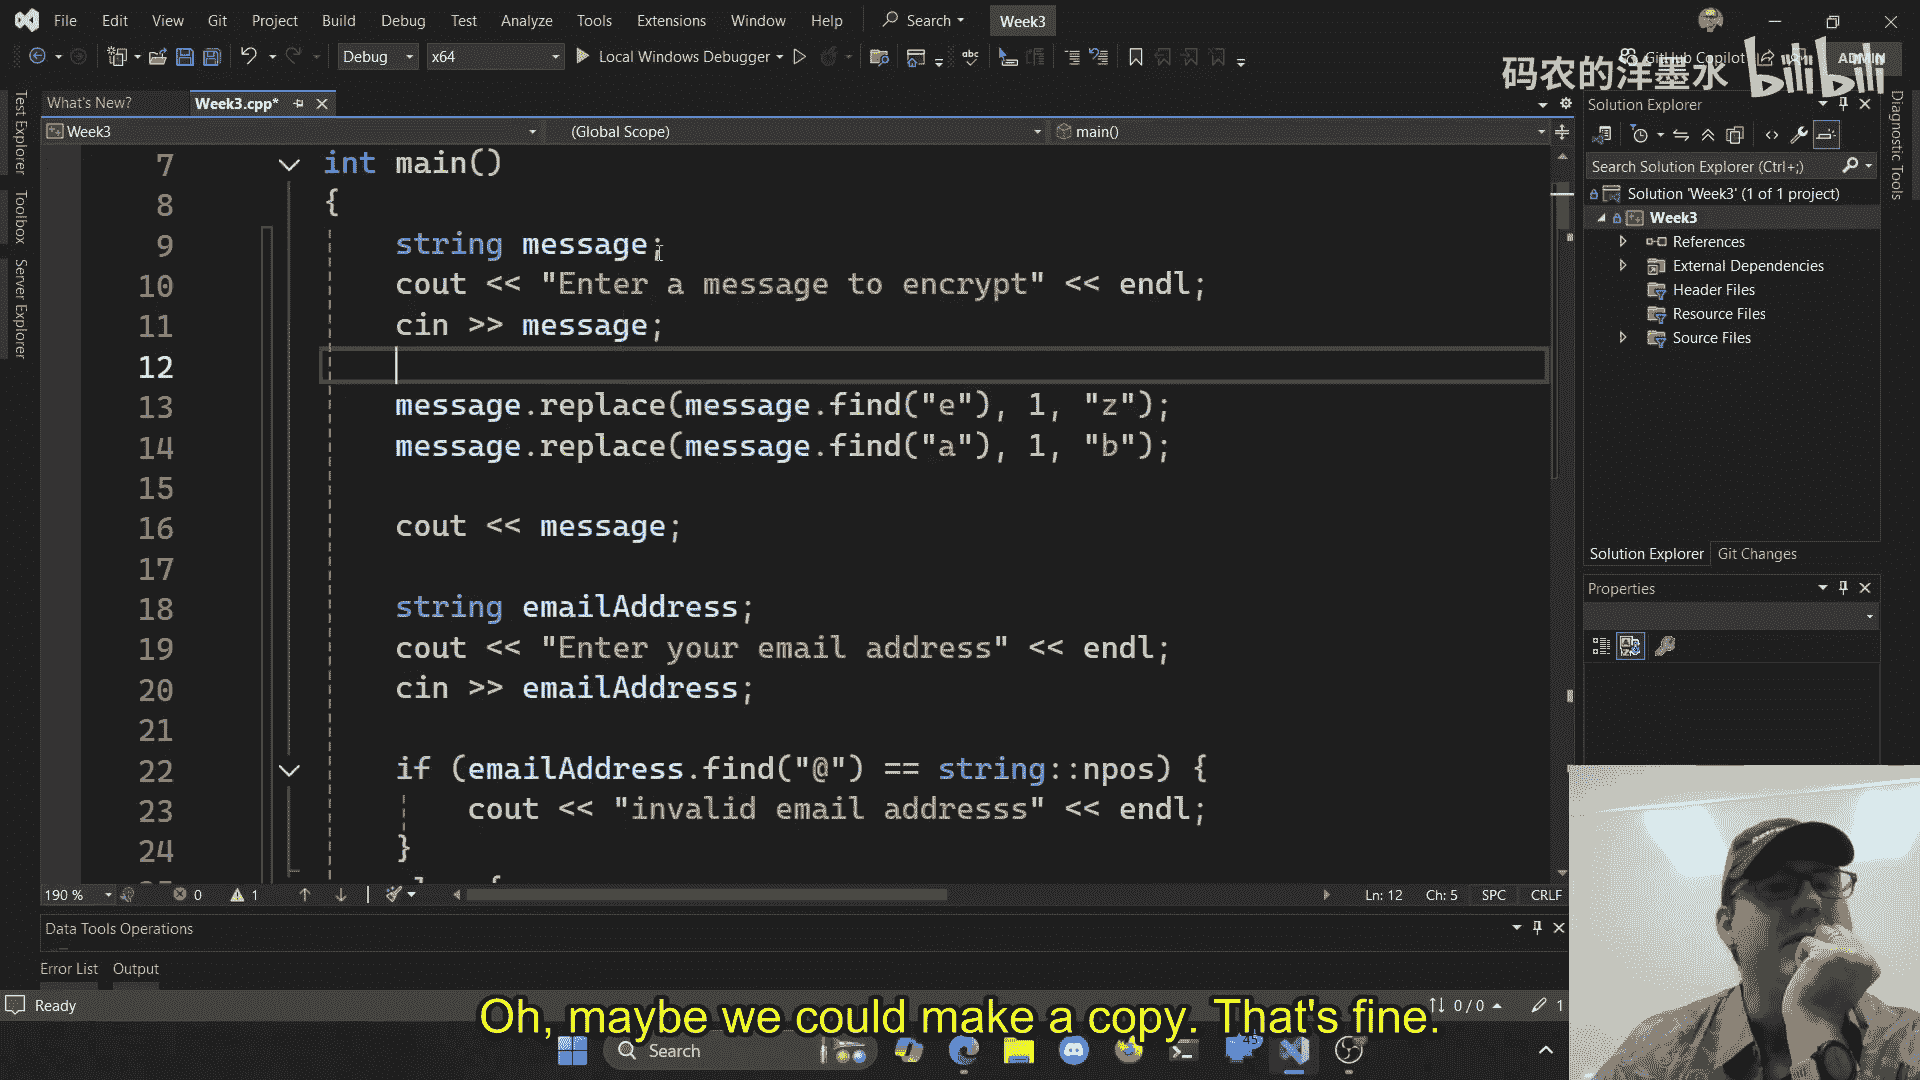 File Edit View Git Project Build Debug Test Analyze Tools Extensions Window Help Search Week3
Debug x64 Local Windows Debugger GitHub Copilot ADMIN
码农的洋墨水 bilibili
Test Explorer
Toolbox
Server Explorer
What's New? Week3.cpp*
Week3 (Global Scope) main()
7 int main()
8 {
9 string message;
10 cout << "Enter a message to encrypt" << endl;
11 cin >> message;
12
13 message.replace(message.find("e"), 1, "z");
14 message.replace(message.find("a"), 1, "b");
15
16 cout << message;
17
18 string emailAddress;
19 cout << "Enter your email address" << endl;
20 cin >> emailAddress;
21
22 if (emailAddress.find("@") == string::npos) {
23 cout << "invalid email addresss" << endl;
24 }
190 % 0 1 Ln: 12 Ch: 5 SPC CRLF
Data Tools Operations
Error List Output
Ready 0 / 0 1
Solution Explorer
Search Solution Explorer (Ctrl+;)
Solution 'Week3' (1 of 1 project)
Week3
References
External Dependencies
Header Files
Resource Files
Source Files
Solution Explorer Git Changes
Properties
Diagnostic Tools
Oh, maybe we could make a copy. That's fine.
Search 45